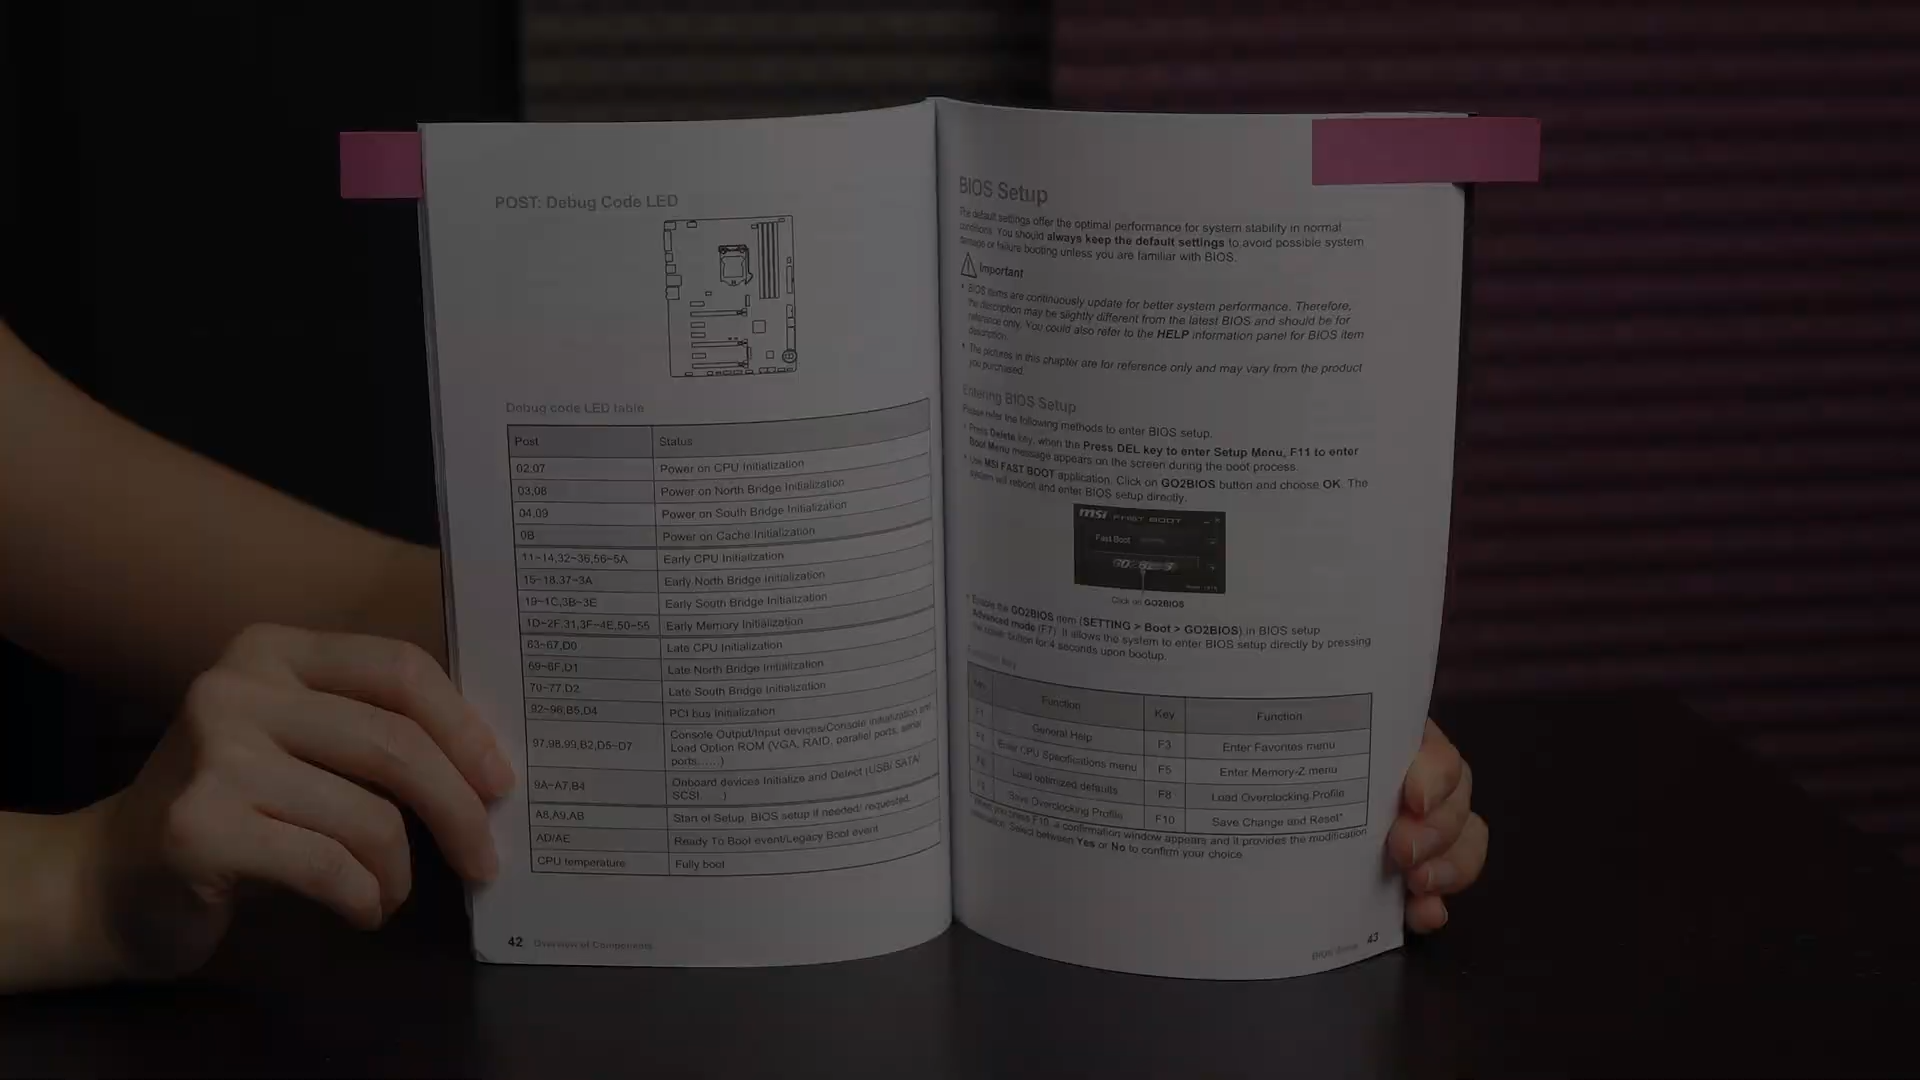 POST: Debug Code LED
Debug code LED table
Post Status
02,07 Power on CPU Initialization
03,08 Power on North Bridge Initialization
04,09 Power on South Bridge Initialization
0B Power on Cache Initialization
11~14,32~36,56~5A Early CPU Initialization
15~18,37~3A Early North Bridge Initialization
19~1C,3B~3E Early South Bridge Initialization
1D~2F,31,3F~4E,50~55 Early Memory Initialization
63~67,D0 Late CPU Initialization
69~6F,D1 Late North Bridge Initialization
70~77,D2 Late South Bridge Initialization
92~96,B5,D4 PCI bus Initialization
97,98,99,B2,D5~D7 Console Output/Input devices/Console initialization and
Load Option ROM (VGA, RAID, parallel ports, serial
ports……)
9A~A7,B4 Onboard devices Initialize and Detect (USB/ SATA/
SCSI……)
A8,A9,AB Start of Setup, BIOS setup if needed/ requested.
AD/AE Ready To Boot event/Legacy Boot event
CPU temperature Fully boot
42 Overview of Components
BIOS Setup
The default settings offer the optimal performance for system stability in normal
conditions. You should always keep the default settings to avoid possible system
damage or failure booting unless you are familiar with BIOS.
Important
• BIOS items are continuously update for better system performance. Therefore,
the description may be slightly different from the latest BIOS and should be for
reference only. You could also refer to the HELP information panel for BIOS item
description.
• The pictures in this chapter are for reference only and may vary from the product
you purchased.
Entering BIOS Setup
Please refer the following methods to enter BIOS setup.
• Press Delete key, when the Press DEL key to enter Setup Menu, F11 to enter
Boot Menu message appears on the screen during the boot process.
• Use MSI FAST BOOT application. Click on GO2BIOS button and choose OK. The
system will reboot and enter BIOS setup directly.
msi FAST BOOT
Fast Boot
GO2BIOS
Click on GO2BIOS
• Enable the GO2BIOS item (SETTING > Boot > GO2BIOS) in BIOS setup
Advanced mode (F7). It allows the system to enter BIOS setup directly by pressing
the power button for 4 seconds upon bootup.
Function key
Key Function Key Function
F1 General Help F3 Enter Favorites menu
F4 Enter CPU Specifications menu F5 Enter Memory-Z menu
F6 Load optimized defaults F8 Load Overclocking Profile
F9 Save Overclocking Profile F10 Save Change and Reset*
When you press F10, a confirmation window appears and it provides the modification
information. Select between Yes or No to confirm your choice.
BIOS Setup 43